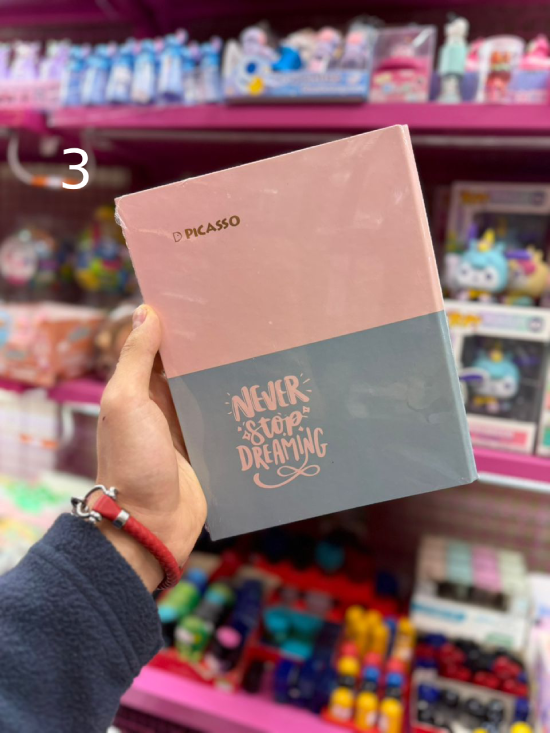 3
PICASSO
NEVER
Stop
DREAMING